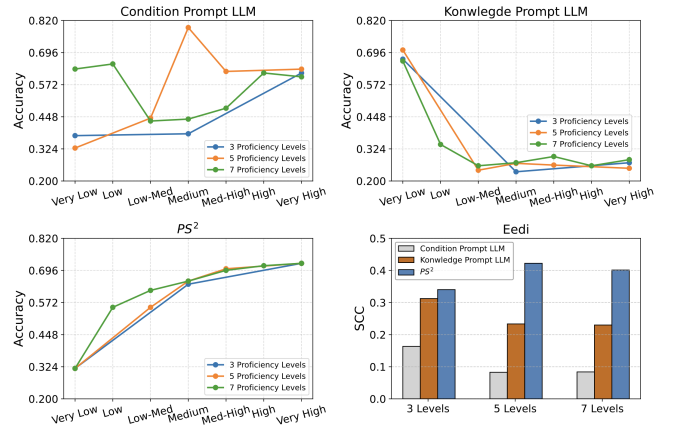 Condition Prompt LLM
Accuracy
0.820
0.696
0.572
0.448
0.324
0.200
3 Proficiency Levels
5 Proficiency Levels
7 Proficiency Levels
Very Low
Low
Low-Med
Medium
Med-High
High
Very High
Konwlegde Prompt LLM
Accuracy
0.820
0.696
0.572
0.448
0.324
0.200
3 Proficiency Levels
5 Proficiency Levels
7 Proficiency Levels
Very Low
Low
Low-Med
Medium
Med-High
High
Very High
PS²
Accuracy
0.820
0.696
0.572
0.448
0.324
0.200
3 Proficiency Levels
5 Proficiency Levels
7 Proficiency Levels
Very Low
Low
Low-Med
Medium
Med-High
High
Very High
Eedi
SCC
0.5
0.4
0.3
0.2
0.1
0.0
Condition Prompt LLM
Konwledge Prompt LLM
PS²
3 Levels
5 Levels
7 Levels